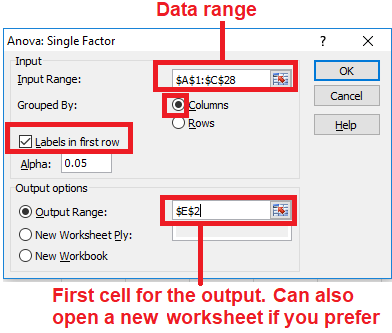 Data range
Anova: Single Factor
? X
Input
Input Range: $A$1:$C$28
Grouped By: Columns
Rows
Labels in first row
Alpha: 0.05
OK
Cancel
Help
Output options
Output Range: $E$2
New Worksheet Ply:
New Workbook
First cell for the output. Can also
open a new worksheet if you prefer